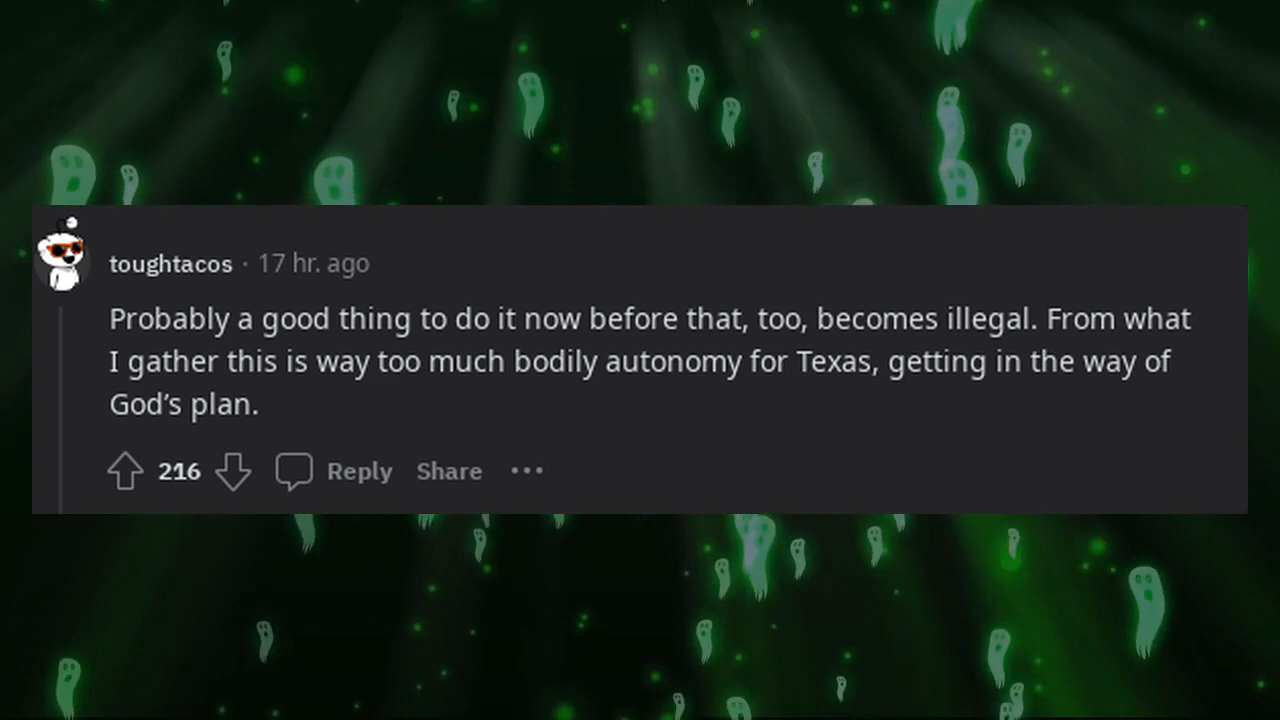 toughtacos · 17 hr. ago
Probably a good thing to do it now before that, too, becomes illegal. From what
I gather this is way too much bodily autonomy for Texas, getting in the way of
God’s plan.
216 Reply Share •••